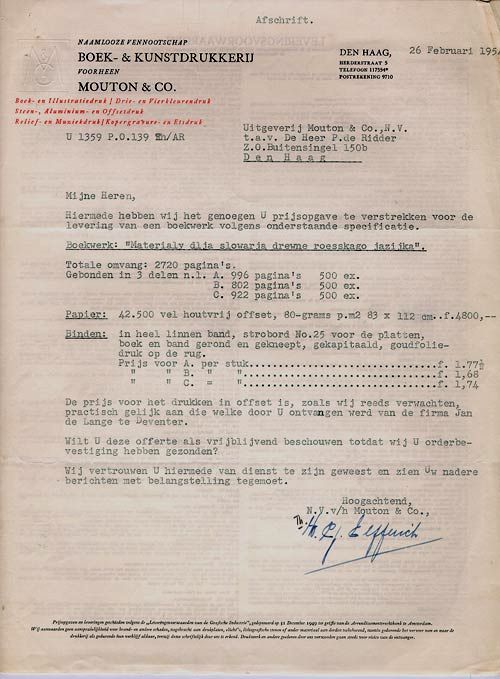 Afschrift.
NAAMLOOZE VENNOOTSCHAP
BOEK- & KUNSTDRUKKERIJ
VOORHEEN
MOUTON & CO.
DEN HAAG,
HERDERSTRAAT 5
TELEFOON 117594*
POSTREKENING 9710
26 Februari 195
Boek- en Illustratiedruk | Drie- en Vierkleurendruk
Steen-, Aluminium- en Offsetdruk
Relief- en Muziekdruk | Kopergravure- en Etsdruk
U 1359 P.O.139 Th/AR
Uitgeverij Mouton & Co.,N.V.
t.a.v. De Heer P.de Ridder
Z.O.Buitensingel 150b
Den Haag
Mijne Heren,
Hiermede hebben wij het genoegen U prijsopgave te verstrekken voor de
levering van een boekwerk volgens onderstaande specificatie.
Boekwerk: "Materialy dlja slowarja drewne roesskago jazijka".
Totale omvang: 2720 pagina's.
Gebonden in 3 delen n.l. A. 996 pagina's 500 ex.
B. 802 pagina's 500 ex.
C. 922 pagina's 500 ex.
Papier: 42.500 vel houtvrij offset, 80-grams p.m2 83 x 112 cm..f.4800,--
Binden: in heel linnen band, strobord No.25 voor de platten,
boek en band gerond en gekneept, gekapitaald, goudfolie-
druk op de rug.
Prijs voor A. per stuk..............................f. 1.77½
" " B. " "..............................f. 1,68
" " C. = "..............................f. 1,74
De prijs voor het drukken in offset is, zoals wij reeds verwachten,
practisch gelijk aan die welke door U ontvangen werd van de firma Jan
de Lange te Deventer.
Wilt U deze offerte als vrijblijvend beschouwen totdat wij U orderbe-
vestiging hebben gezonden?
Wij vertrouwen U hiermede van dienst te zijn geweest en zien Uw nadere
berichten met belangstelling tegemoet.
Hoogachtend,
N.V.v/h Mouton & Co.,
Th.